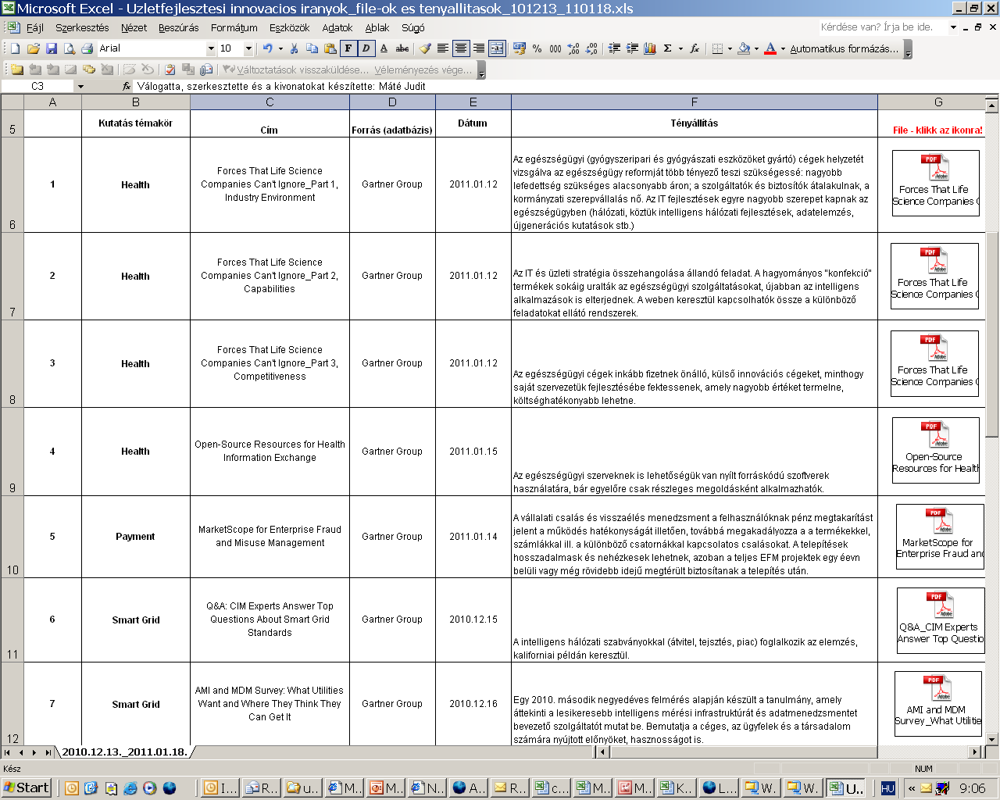 Microsoft Excel - Uzletfejlesztesi innovacios iranyok_file-ok es tenyallitasok_101213_110118.xls
Fájl Szerkesztés Nézet Beszúrás Formátum Eszközök Adatok Ablak Súgó Kérdése van? Írja be ide.
Arial 10 F D A abc % 000 Σ fx A Automatikus formázás...
Változtatások visszaküldése... Véleményezés vége...
C3 fx Válogatta, szerkesztette és a kivonatokat készítette: Máté Judit
A B C D E F G
5 Kutatás témakör Cím Forrás (adatbázis) Dátum Tényállítás File - klikk az ikonra!
6
1
Health
Forces That Life Science
Companies Can't Ignore_Part 1,
Industry Environment
Gartner Group
2011.01.12
Az egészségügyi (gyógyszeripari és gyógyászati eszközöket gyártó) cégek helyzetét
vizsgálva az egészségügy reformját több tényező teszi szükségessé: nagyobb
lefedettség szükséges alacsonyabb áron; a szolgáltatók és biztosítók átalakulnak, a
kormányzati szerepvállalás nő. Az IT fejlesztések egyre nagyobb szerepet kapnak az
egészségügyben (hálózati, köztük intelligens hálózati fejlesztések, adatelemzés,
újgenerációs kutatások stb.)
PDF
Adobe
Forces That Life
Science Companies C
7
2
Health
Forces That Life Science
Companies Can't Ignore_Part 2,
Capabilities
Gartner Group
2011.01.12
Az IT és üzleti stratégia összehangolása állandó feladat. A hagyományos "konfekció"
termékek sokáig uralták az egészségügyi szolgáltatásokat, újabban az intelligens
alkalmazások is elterjednek. A weben keresztül kapcsolhatók össze a különböző
feladatokat ellátó rendszerek.
PDF
Adobe
Forces That Life
Science Companies C
8
3
Health
Forces That Life Science
Companies Can't Ignore_Part 3,
Competitiveness
Gartner Group
2011.01.12
Az egészségügyi cégek inkább fizetnek önálló, külső innovációs cégeket, minthogy
saját szervezetük fejlesztésébe fektessenek, amely nagyobb értéket termelne,
költséghatékonyabb lehetne.
PDF
Adobe
Forces That Life
Science Companies C
9
4
Health
Open-Source Resources for Health
Information Exchange
Gartner Group
2011.01.15
Az egészségügyi szerveknek is lehetőségük van nyílt forráskódú szoftverek
használatára, bár egyelőre csak részleges megoldásként alkalmazhatók.
PDF
Adobe
Open-Source
Resources for Health
10
5
Payment
MarketScope for Enterprise Fraud
and Misuse Management
Gartner Group
2011.01.14
A vállalati csalás és visszaélés menedzsment a felhasználóknak pénz megtakarítást
jelent a működés hatékonyságát illetően, továbbá megakadályozza a a termékekkel,
számlákkal ill. a különböző csatornákkal kapcsolatos csalásokat. A telepítések
hosszadalmask és nehézkesek lehetnek, azoban a teljes EFM projektek egy éevn
belüli vagy még rövidebb idejű megtérült biztosítanak a telepítés után.
PDF
Adobe
MarketScope for
Enterprise Fraud and
11
6
Smart Grid
Q&A: CIM Experts Answer Top
Questions About Smart Grid
Standards
Gartner Group
2010.12.15
A intelligens hálózati szabványokkal (átvitel, tejsztés, piac) foglalkozik az elemzés,
kaliforniai példán keresztül.
PDF
Adobe
Q&A_CIM Experts
Answer Top Questio
12
7
Smart Grid
AMI and MDM Survey: What Utilities
Want and Where They Think They
Can Get It
Gartner Group
2010.12.16
Egy 2010. második negyedéves felmérés alapján készült a tanulmány, amely
áttekinti a lesikeresebb intelligens mérési infrastruktúrát és adatmenedzsmentet
bevezető szolgáltatót mutat be. Bemutatja a céges, az ügyfelek és a társadalom
számára nyújtott előnyöket, hasznosságot is.
PDF
Adobe
AMI and MDM
Survey_What Utilitie
2010.12.13._2011.01.18.
Kész NUM
Start I... R... u... M... M... N... A... R... c... M... M... K... L... W... W... U... HU « 9:06